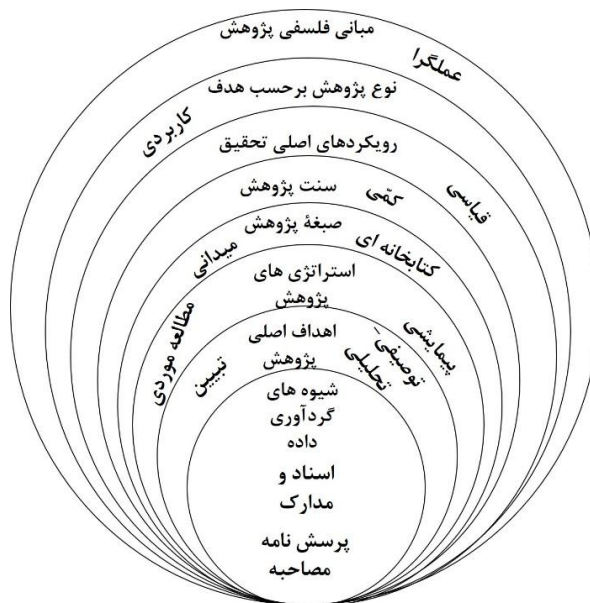 مبانی فلسفی پژوهش
عملگرا
نوع پژوهش برحسب هدف
کاربردی
رویکردهای اصلی تحقیق
قیاسی
سنت پژوهش
کمّی
صبغۀ پژوهش
میدانی
کتابخانه ای
استراتژی های
پژوهش
مطالعه موردی
پیمایشی
توصیفی _
تحلیلی
اهداف اصلی
پژوهش
تبیین
شیوه های
گردآوری
داده
اسناد و
مدارک
پرسش نامه
مصاحبه